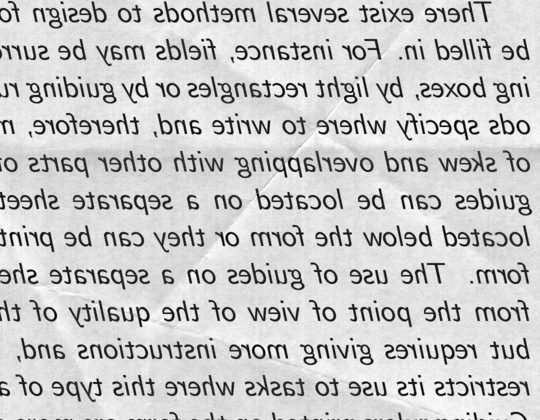 There exist several methods to design fo
be filled in. For instance, fields may be surr
ing boxes, by light rectangles or by guiding ru
ods specify where to write and, therefore, m
of skew and overlapping with other parts o
guides can be located on a separate sheet
located below the form or they can be print
form. The use of guides on a separate she
from the point of view of the quality of th
but requires giving more instructions and,
restricts its use to tasks where this type of a